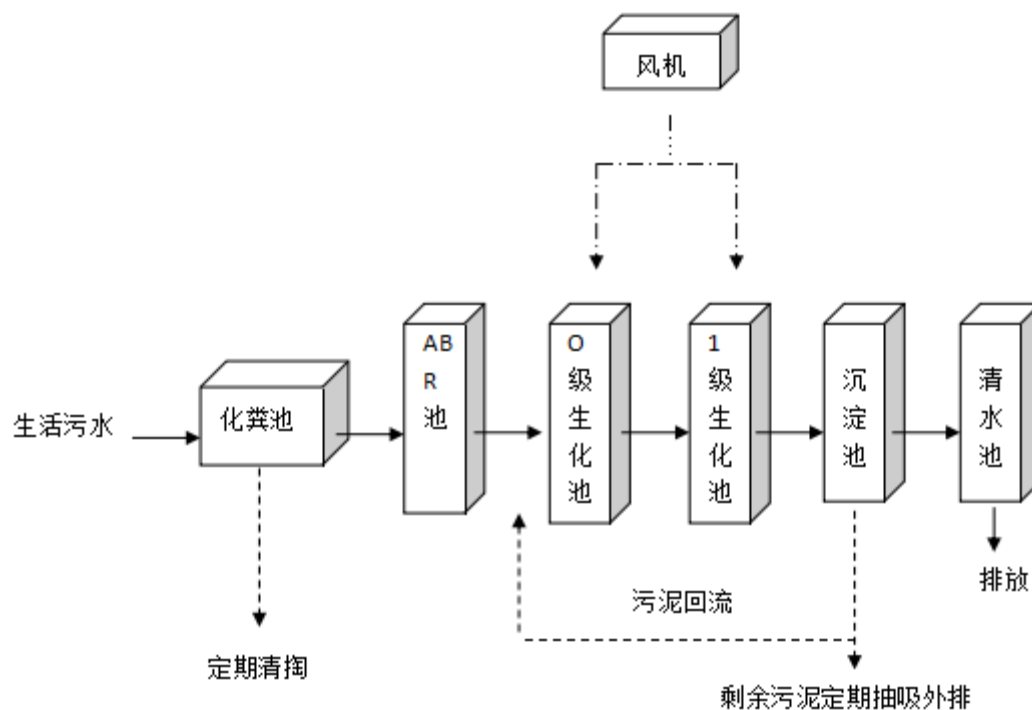 风机
生活污水
化粪池
AB
R
池
O
级
生
化
池
1
级
生
化
池
沉
淀
池
清
水
池
排放
污泥回流
定期清掏
剩余污泥定期抽吸外排